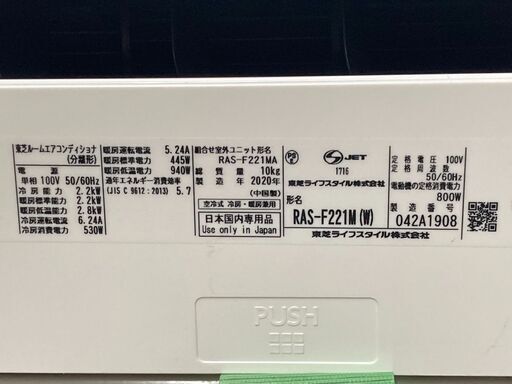 東芝ルームエアコンディショナ
(分離形)
電源
単相 100V 50/60Hz
冷房能力 2.2kW
暖房標準能力 2.2kW
暖房低温能力 2.8kW
冷房運転電流 6.24A
冷房消費電力 530W
暖房運転電流 5.24A
暖房標準電力 445W
暖房低温電力 940W
通年エネルギー消費効率
(JIS C 9612:2013) 5.7
組合せ室外ユニット形名
RAS-F221MA
総質量 10kg
製造年 2020年
(中国製)
空冷式 冷房・暖房兼用
日本国内専用品
Use only in Japan
PS
E
JET
1716
東芝ライフスタイル株式会社
形名
RAS-F221M(W)
東芝ライフスタイル株式会社
定格電圧 100V
定格周波数
50/60Hz
電動機の定格消費電力
800W
製造番号
042A1908
PUSH